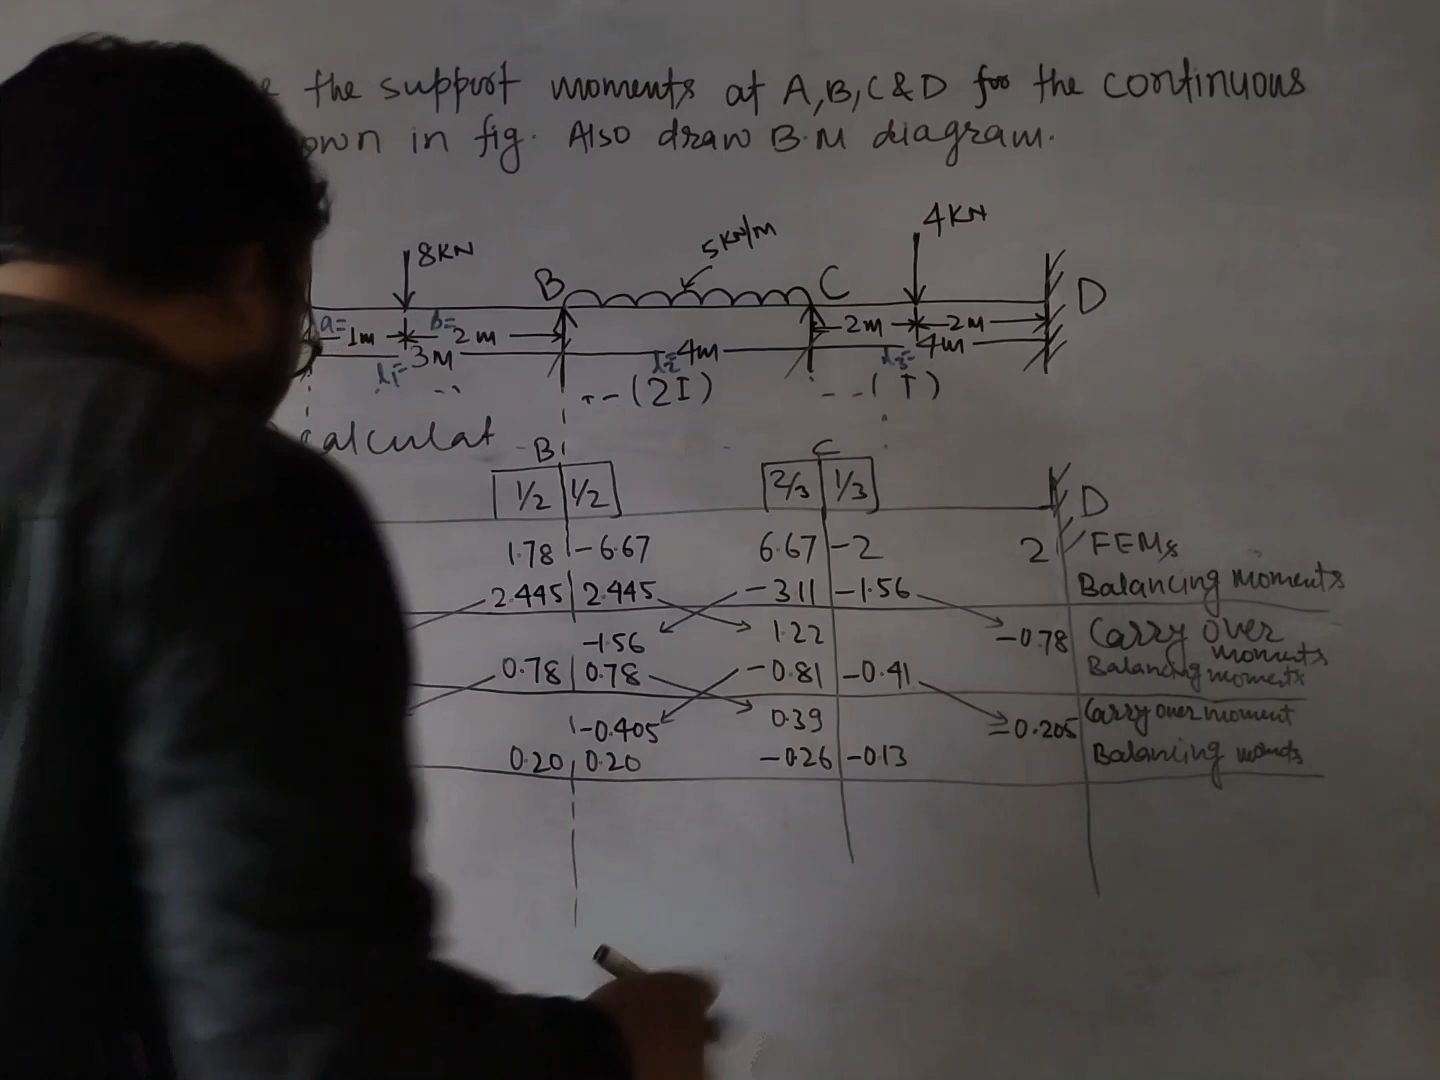 the support moments at A,B,C&D for the continuous
own in fig. Also draw B.M diagram.
8KN
5KN/M
4KN
B
C
D
a=1m
b=2m
2m
2m
l1=3M
l2=4m
l3=4m
--(2I)
--(I)
calculat
B
C
1/2 1/2
2/3 1/3
D
1.78 -6.67 6.67 -2 2 FEMs
2.445 2.445 -3.11 -1.56 Balancing moments
-1.56 1.22 -0.78 Carry over moments
0.78 0.78 -0.81 -0.41 Balancing moments
-0.405 0.39 -0.205 Carry over moment
0.20 0.20 -0.26 -0.13 Balancing